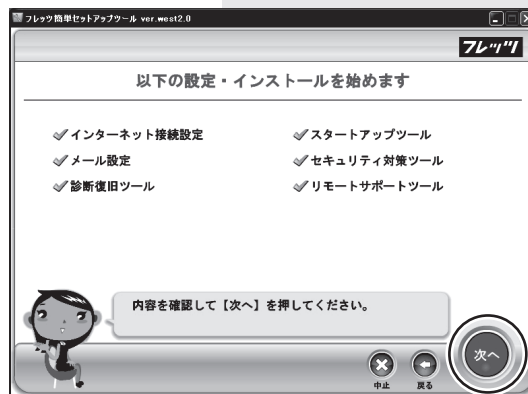 フレッツ簡単セットアップツール ver.west2.0
フレッツ
以下の設定・インストールを始めます
インターネット接続設定
スタートアップツール
メール設定
セキュリティ対策ツール
診断復旧ツール
リモートサポートツール
内容を確認して【次へ】を押してください。
中止
戻る
次へ